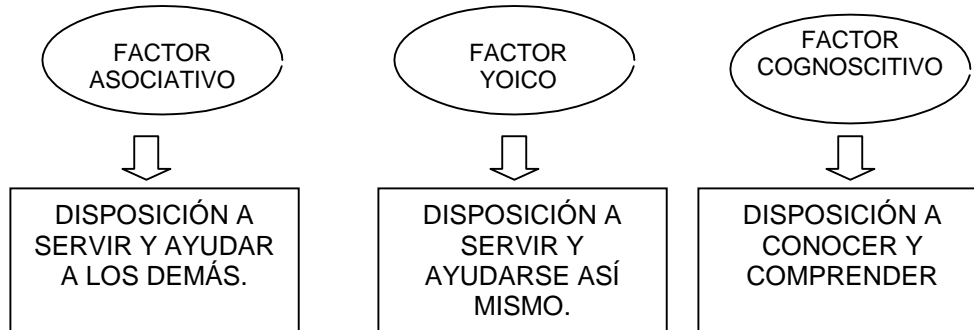 FACTOR
ASOCIATIVO
FACTOR
YOICO
FACTOR
COGNOSCITIVO
DISPOSICIÓN A
SERVIR Y AYUDAR
A LOS DEMÁS.
DISPOSICIÓN A
SERVIR Y
AYUDARSE ASÍ
MISMO.
DISPOSICIÓN A
CONOCER Y
COMPRENDER